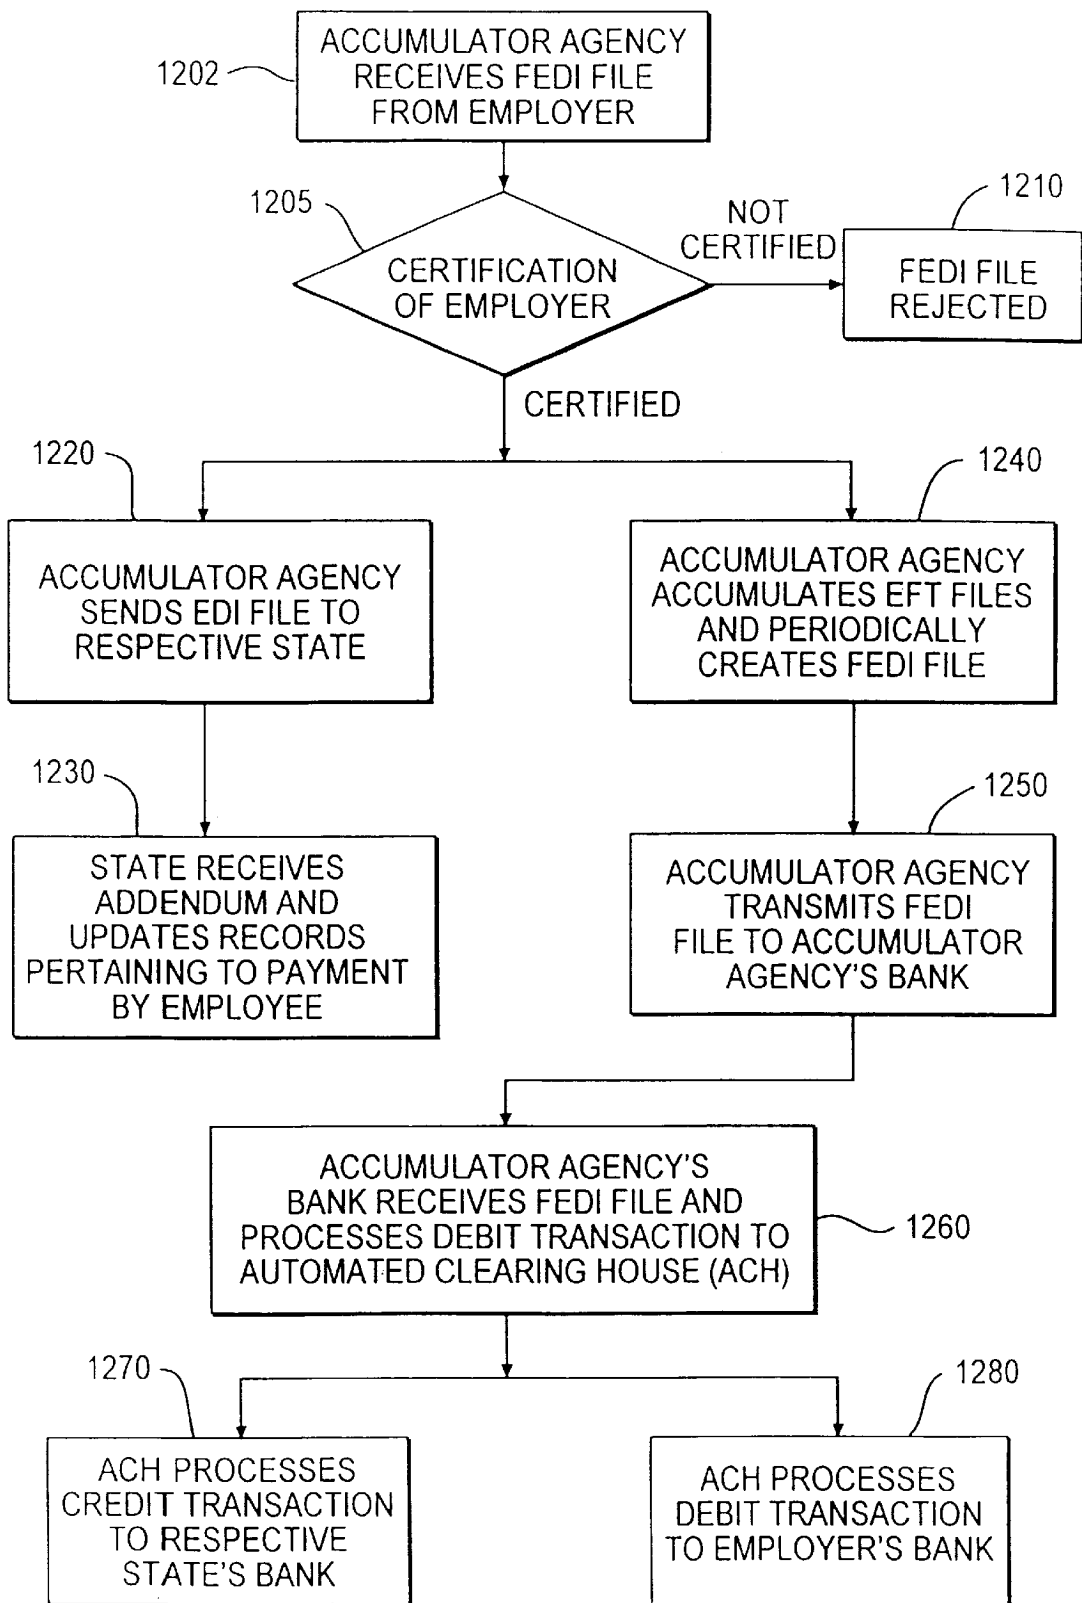 1202
ACCUMULATOR AGENCY
RECEIVES FEDI FILE
FROM EMPLOYER
1205
CERTIFICATION
OF EMPLOYER
NOT
CERTIFIED
1210
FEDI FILE
REJECTED
CERTIFIED
1220
ACCUMULATOR AGENCY
SENDS EDI FILE TO
RESPECTIVE STATE
1240
ACCUMULATOR AGENCY
ACCUMULATES EFT FILES
AND PERIODICALLY
CREATES FEDI FILE
1230
STATE RECEIVES
ADDENDUM AND
UPDATES RECORDS
PERTAINING TO PAYMENT
BY EMPLOYEE
1250
ACCUMULATOR AGENCY
TRANSMITS FEDI
FILE TO ACCUMULATOR
AGENCY'S BANK
ACCUMULATOR AGENCY'S
BANK RECEIVES FEDI FILE AND
PROCESSES DEBIT TRANSACTION TO
AUTOMATED CLEARING HOUSE (ACH)
1260
1270
ACH PROCESSES
CREDIT TRANSACTION
TO RESPECTIVE
STATE'S BANK
1280
ACH PROCESSES
DEBIT TRANSACTION
TO EMPLOYER'S BANK